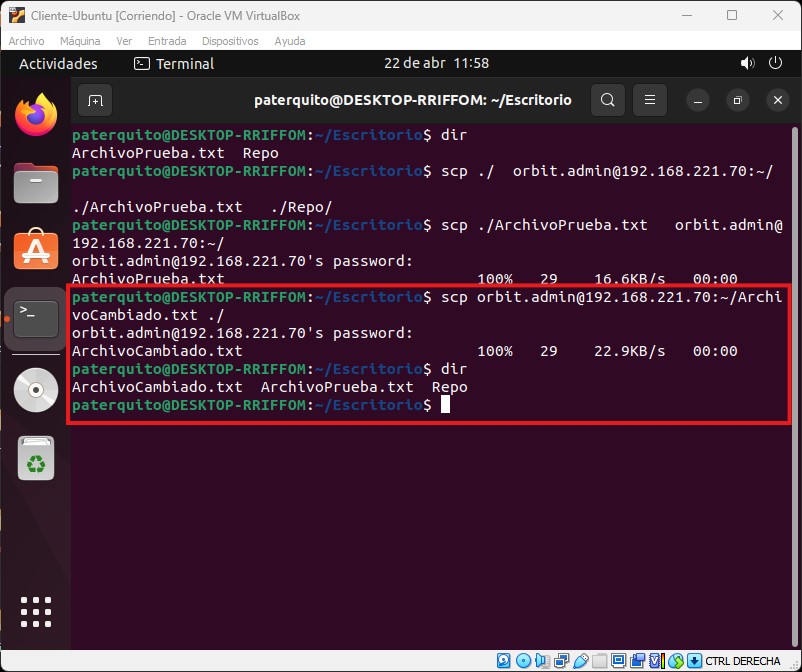 Cliente-Ubuntu [Corriendo] - Oracle VM VirtualBox
Archivo Máquina Ver Entrada Dispositivos Ayuda
Actividades Terminal 22 de abr 11:58
paterquito@DESKTOP-RRIFFOM: ~/Escritorio
paterquito@DESKTOP-RRIFFOM:~/Escritorio$ dir
ArchivoPrueba.txt Repo
paterquito@DESKTOP-RRIFFOM:~/Escritorio$ scp ./ orbit.admin@192.168.221.70:~/
./ArchivoPrueba.txt ./Repo/
paterquito@DESKTOP-RRIFFOM:~/Escritorio$ scp ./ArchivoPrueba.txt orbit.admin@
192.168.221.70:~/
orbit.admin@192.168.221.70's password:
ArchivoPrueba.txt 100% 29 16.6KB/s 00:00
paterquito@DESKTOP-RRIFFOM:~/Escritorio$ scp orbit.admin@192.168.221.70:~/Archi
voCambiado.txt ./
orbit.admin@192.168.221.70's password:
ArchivoCambiado.txt 100% 29 22.9KB/s 00:00
paterquito@DESKTOP-RRIFFOM:~/Escritorio$ dir
ArchivoCambiado.txt ArchivoPrueba.txt Repo
paterquito@DESKTOP-RRIFFOM:~/Escritorio$
CTRL DERECHA